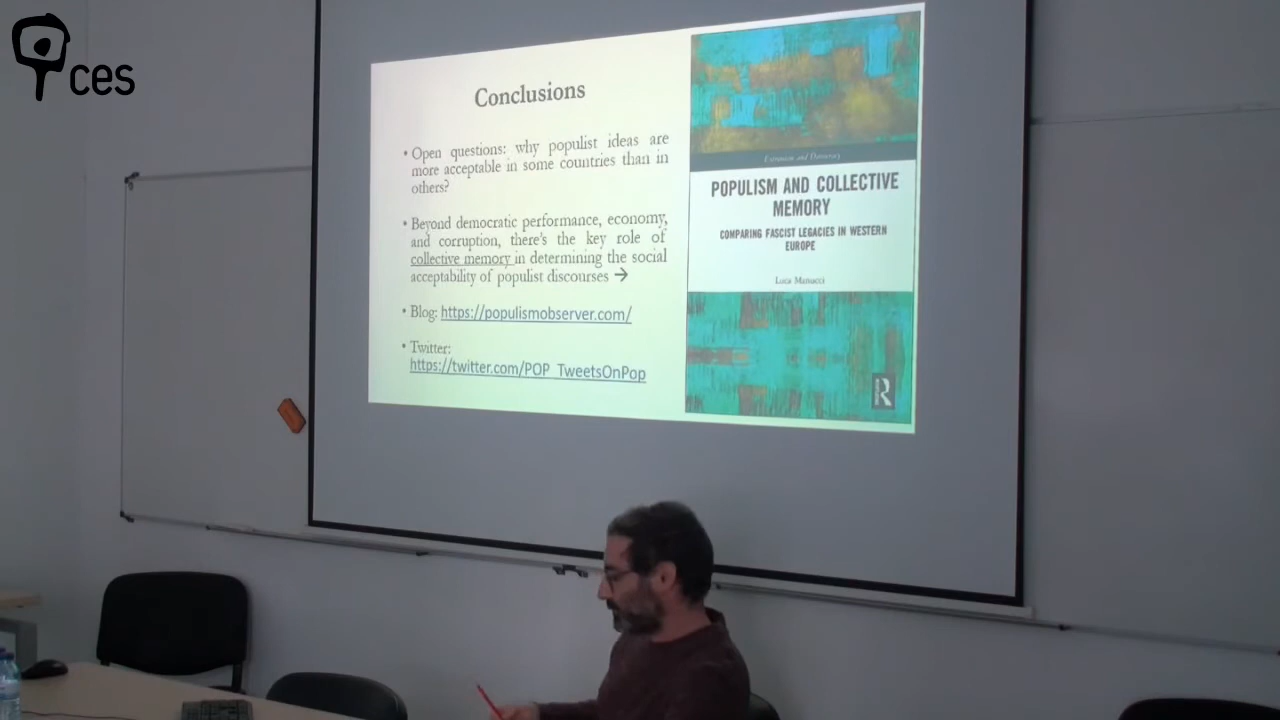 ces
Conclusions
• Open questions: why populist ideas are
more acceptable in some countries than in
others?
• Beyond democratic performance, economy,
and corruption, there's the key role of
collective memory in determining the social
acceptability of populist discourses →
• Blog: https://populismobserver.com/
• Twitter:
https://twitter.com/POP_TweetsOnPop
Extremism and Democracy
POPULISM AND COLLECTIVE
MEMORY
COMPARING FASCIST LEGACIES IN WESTERN
EUROPE
Luca Manucci
R